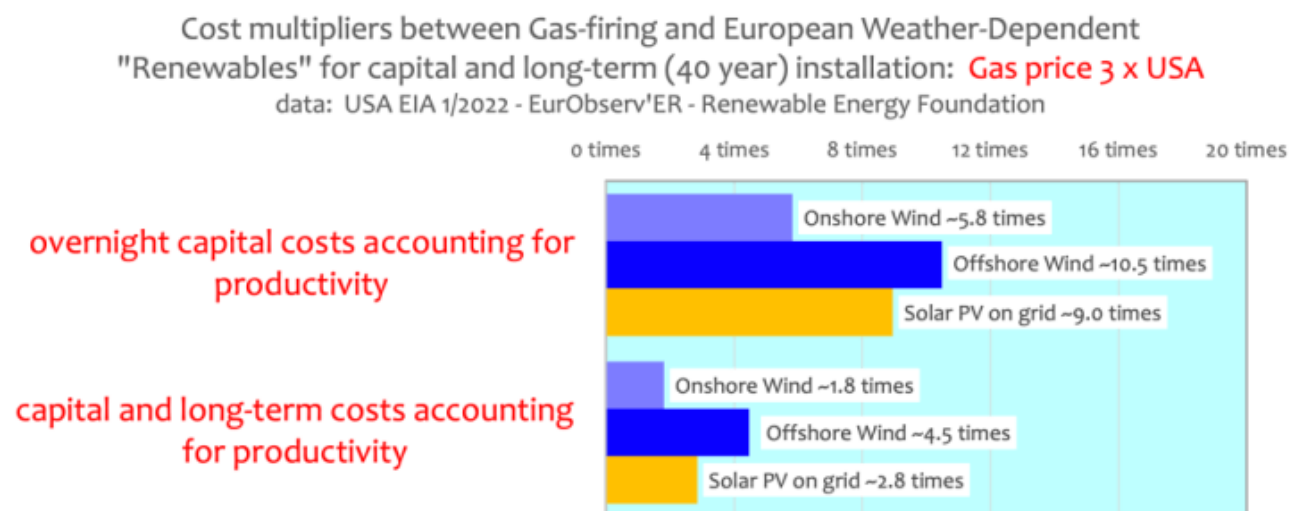 Cost multipliers between Gas-firing and European Weather-Dependent
"Renewables" for capital and long-term (40 year) installation:  Gas price 3 x USA
data:  USA EIA 1/2022 - EurObserv'ER - Renewable Energy Foundation
0 times 4 times 8 times 12 times 16 times 20 times
overnight capital costs accounting for
productivity
Onshore Wind ~5.8 times
Offshore Wind ~10.5 times
Solar PV on grid ~9.0 times
capital and long-term costs accounting
for productivity
Onshore Wind ~1.8 times
Offshore Wind ~4.5 times
Solar PV on grid ~2.8 times